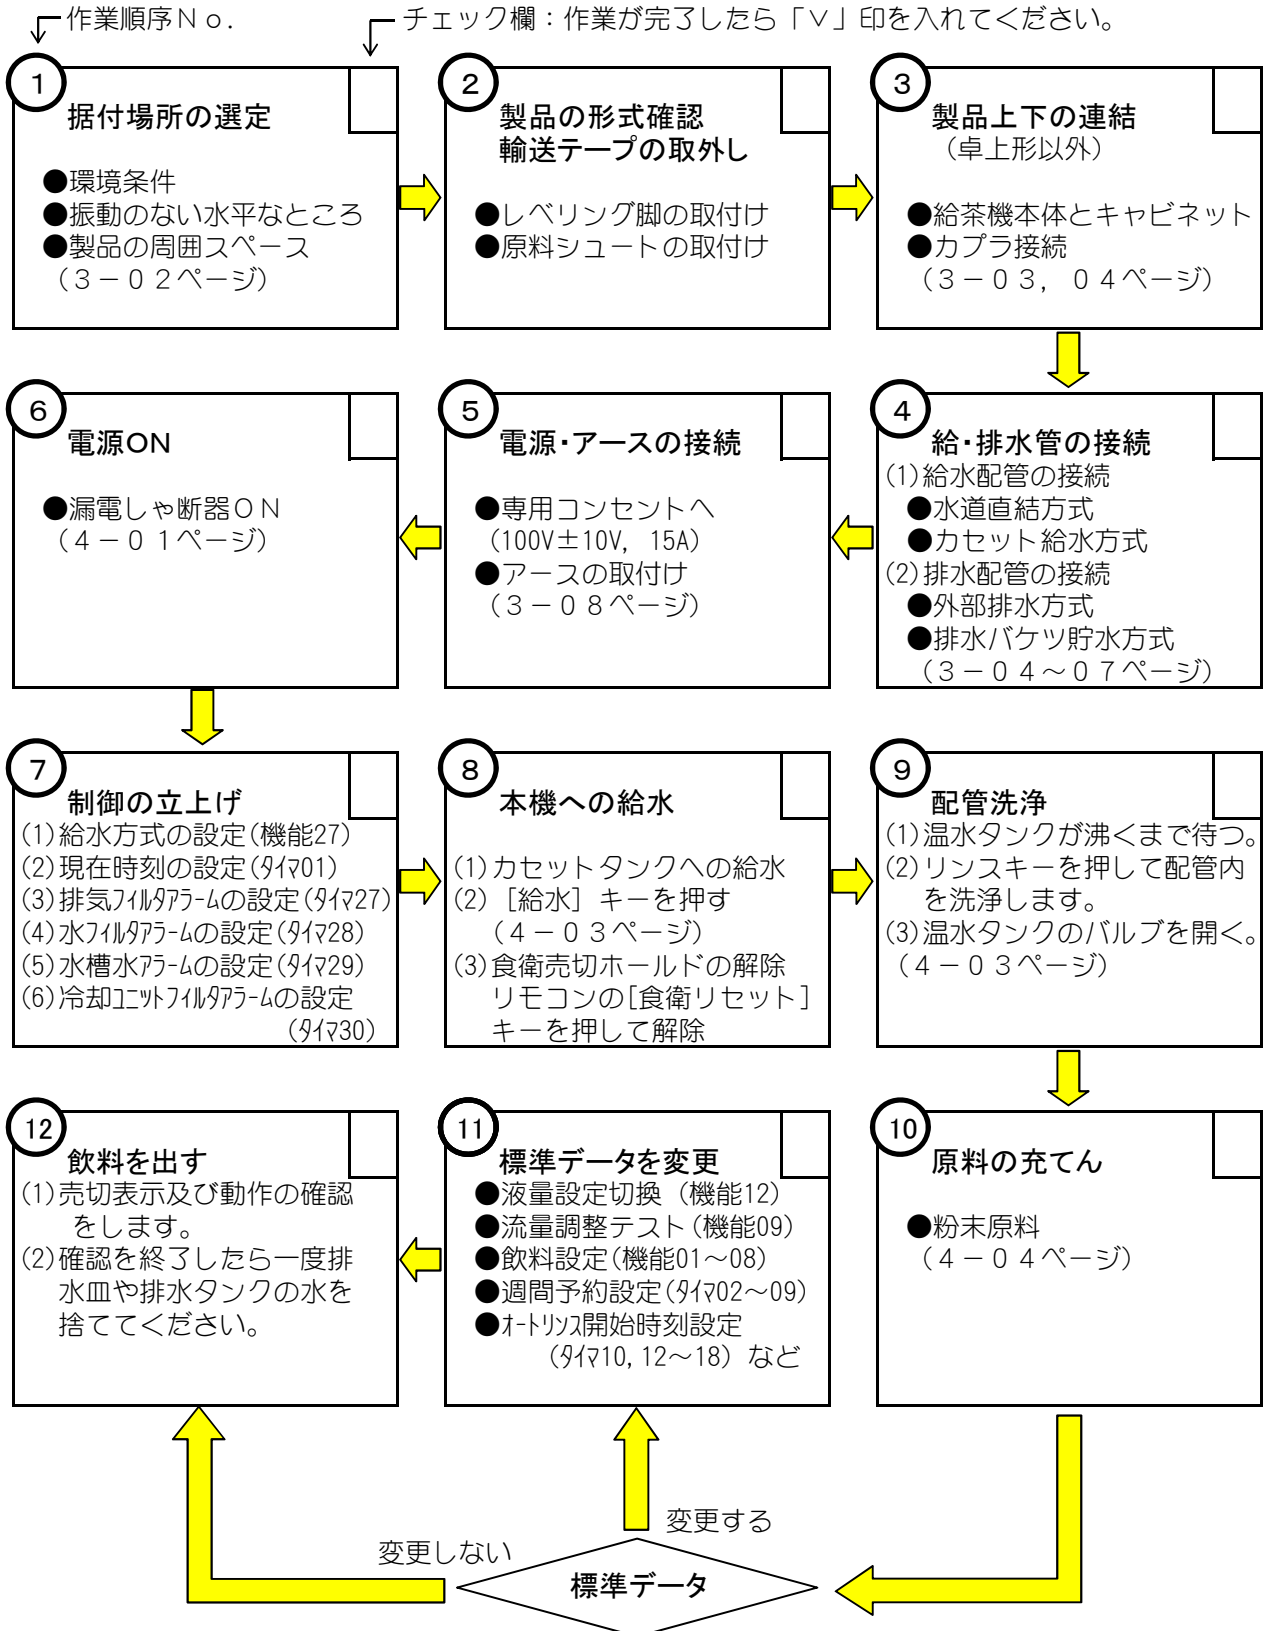 作業順序Ｎｏ.
チェック欄：作業が完了したら「∨」印を入れてください。
1
据付場所の選定
●環境条件
●振動のない水平なところ
●製品の周囲スペース
（３－０２ページ）
2
製品の形式確認
輸送テープの取外し
●レベリング脚の取付け
●原料シュートの取付け
3
製品上下の連結
（卓上形以外）
●給茶機本体とキャビネット
●カプラ接続
（３－０３，０４ページ）
6
電源ON
●漏電しゃ断器ＯＮ
（４－０１ページ）
5
電源･アースの接続
●専用コンセントへ
(100V±10V，15A)
●アースの取付け
（３－０８ページ）
4
給･排水管の接続
(1)給水配管の接続
●水道直結方式
●カセット給水方式
(2)排水配管の接続
●外部排水方式
●排水バケツ貯水方式
（３－０４～０７ページ）
7
制御の立上げ
(1)給水方式の設定(機能27)
(2)現在時刻の設定(ﾀｲﾏ01)
(3)排気ﾌｨﾙﾀｱﾗｰﾑの設定(ﾀｲﾏ27)
(4)水ﾌｨﾙﾀｱﾗｰﾑの設定(ﾀｲﾏ28)
(5)水槽水ｱﾗｰﾑの設定(ﾀｲﾏ29)
(6)冷却ﾕﾆｯﾄﾌｨﾙﾀｱﾗｰﾑの設定
(ﾀｲﾏ30)
8
本機への給水
(1)カセットタンクへの給水
(2)［給水］キーを押す
（４－０３ページ）
(3)食衛売切ホールドの解除
リモコンの[食衛リセット]
キーを押して解除
9
配管洗浄
(1)温水タンクが沸くまで待つ。
(2)リンスキーを押して配管内
を洗浄します。
(3)温水タンクのバルブを開く。
（４－０３ページ）
12
飲料を出す
(1)売切表示及び動作の確認
をします。
(2)確認を終了したら一度排
水皿や排水タンクの水を
捨ててください。
11
標準データを変更
●液量設定切換（機能12)
●流量調整テスト(機能09)
●飲料設定(機能01～08)
●週間予約設定(ﾀｲﾏ02～09)
●ｵｰﾄﾘﾝｽ開始時刻設定
（ﾀｲﾏ10,12～18）など
10
原料の充てん
●粉末原料
（４－０４ページ）
変更する
変更しない
標準データ